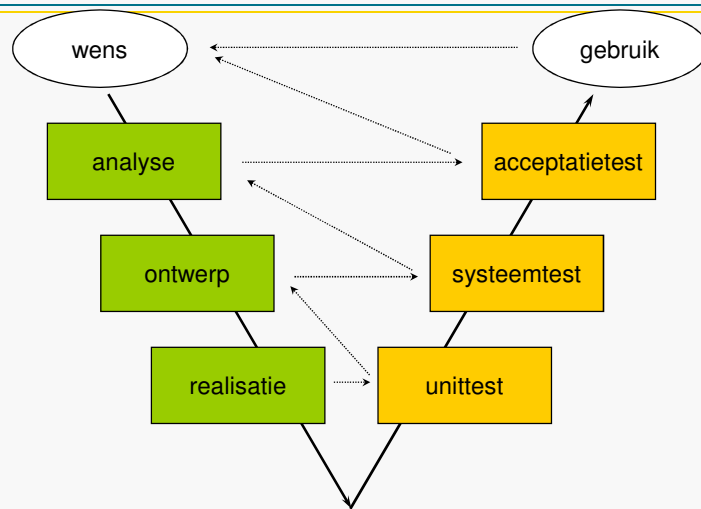 wens
gebruik
analyse
acceptatietest
ontwerp
systeemtest
realisatie
unittest